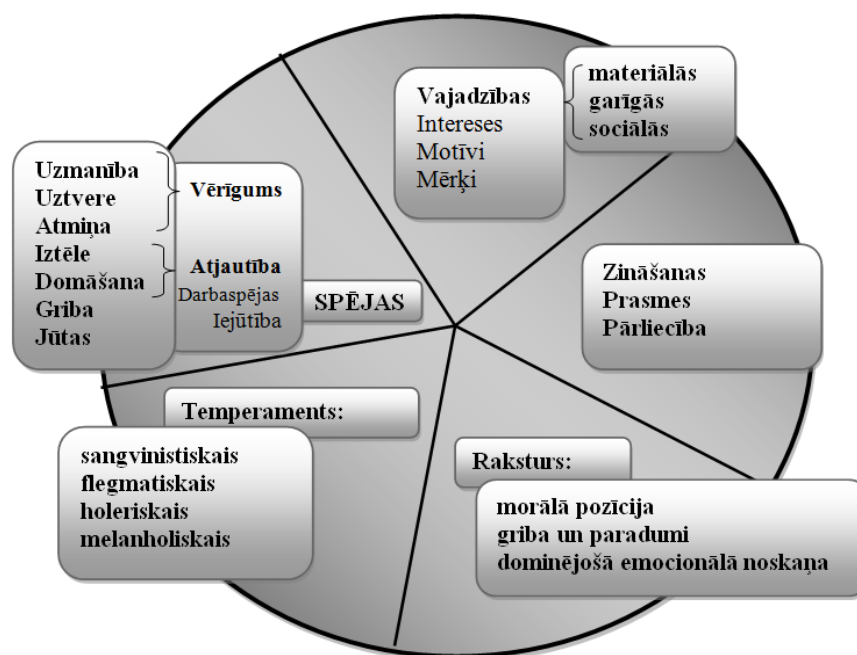 Vajadzības
Intereses
Motīvi
Mērķi
materiālās
garīgās
sociālās
Uzmanība
Uztvere
Atmiņa
Iztēle
Domāšana
Griba
Jūtas
Vērīgums
Atjautība
Darbaspējas
Iejūtība
SPĒJAS
Zināšanas
Prasmes
Pārliecība
Temperaments:
sangvinistiskais
flegmatiskais
holeriskais
melanholiskais
Raksturs:
morālā pozīcija
griba un paradumi
dominējošā emocionālā noskaņa